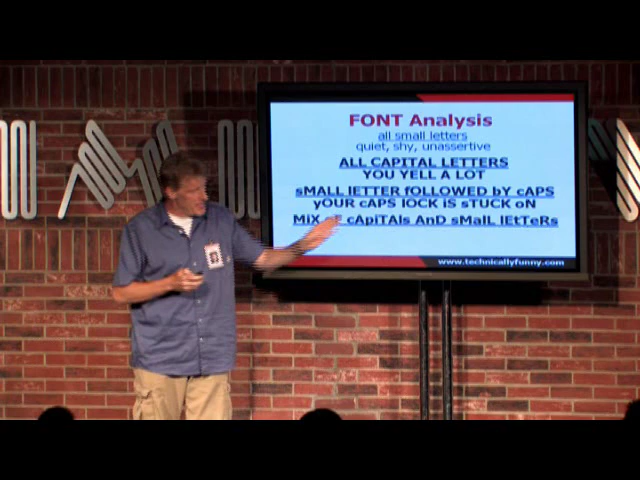 FONT Analysis
all small letters
quiet, shy, unassertive
ALL CAPITAL LETTERS
YOU YELL A LOT
sMALL lETTER fOLLOWED by cAPS
yOUR cAPS lOCK iS sTUCK oN
MiX cApiTAls AnD sMalL lEtTeRs
www.technicallyfunny.com